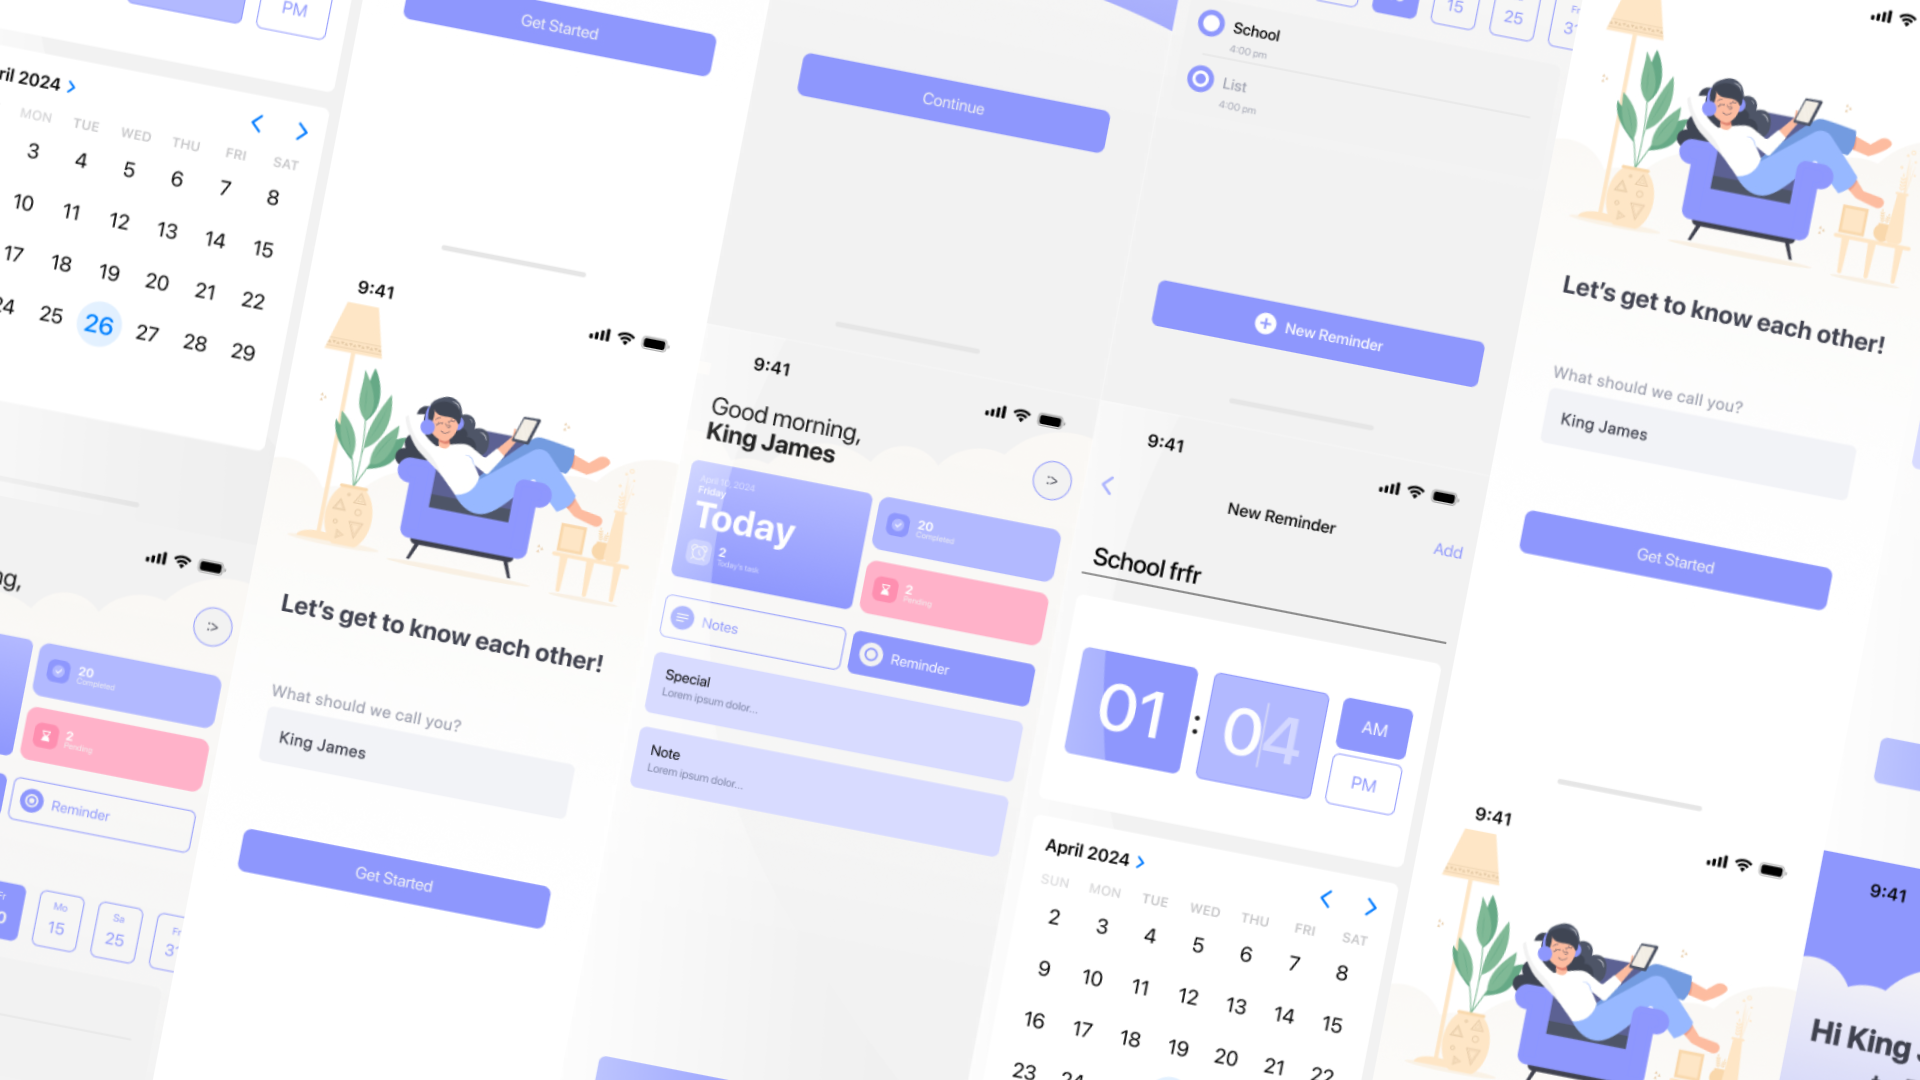 PM
ril 2024
MON TUE WED THU FRI SAT
3 4 5 6 7 8
10 11 12 13 14 15
17 18 19 20 21 22
24 25 26 27 28 29
ng,
20
Completed
2
Pending
Reminder
Fr
0
Mo
15
Sa
25
Fr
3
Get Started
9:41
Let's get to know each other!
What should we call you?
King James
Get Started
Continue
9:41
Good morning,
King James
:>
April 10, 2024
Friday
Today
2
Today's task
20
Completed
2
Pending
Notes
Reminder
Special
Lorem ipsum dolor...
Note
Lorem ipsum dolor...
15
25
Fr
31
School
4:00 pm
List
4:00 pm
New Reminder
9:41
New Reminder
Add
School frfr
01 : 04
AM
PM
April 2024
SUN MON TUE WED THU FRI SAT
2 3 4 5 6 7 8
9 10 11 12 13 14 15
16 17 18 19 20 21 22
23 24
Let's get to know each other!
What should we call you?
King James
Get Started
9:41
9:41
Hi King